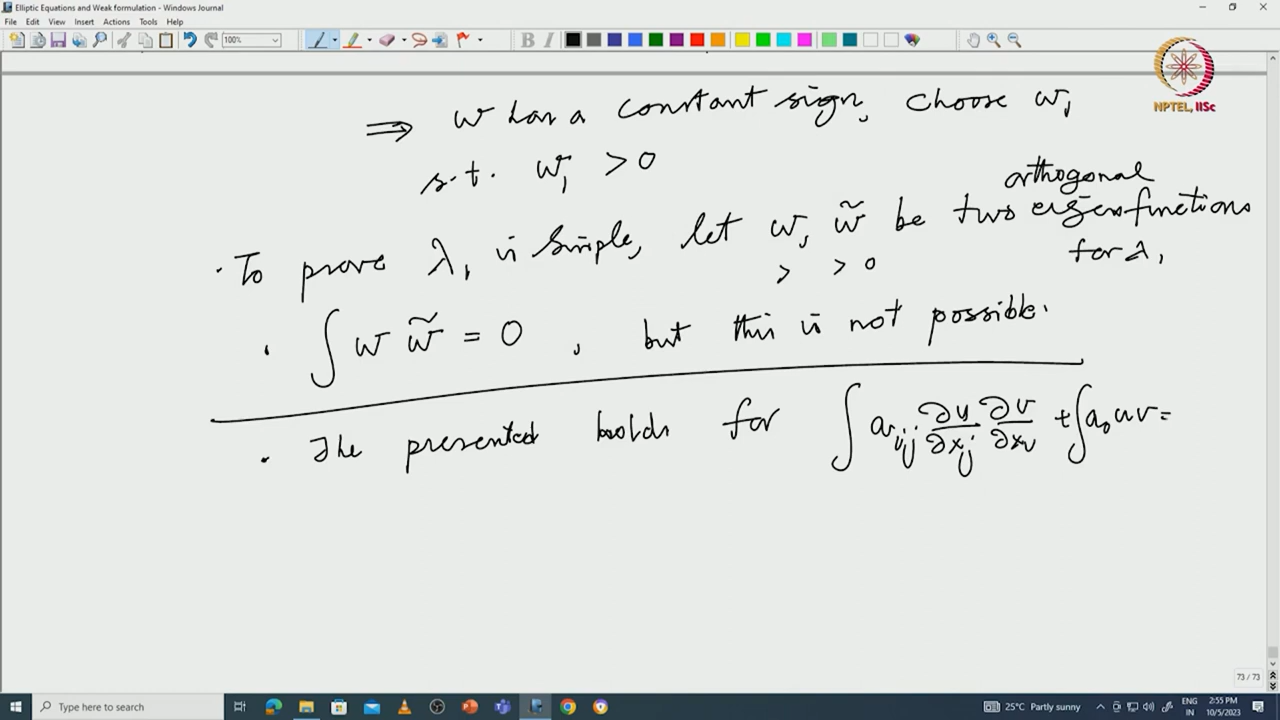 Elliptic Equations and Weak formulation - Windows Journal
File Edit View Insert Actions Tools Help
100%
NPTEL, IISc
⟹ w has a constant sign, choose w₁
s.t. w₁ > 0
orthogonal
· To prove λ₁ is simple, let w, w̃ be two eigenfunctions
> > 0 for λ₁
· ∫ w w̃ = 0 , but this is not possible.
· The presented holds for ∫ aᵢⱼ ∂u/∂xⱼ ∂v/∂xᵢ + ∫ a₀ u v =
73 / 73
Type here to search
25°C Partly sunny
ENG
IN
2:55 PM
10/5/2023